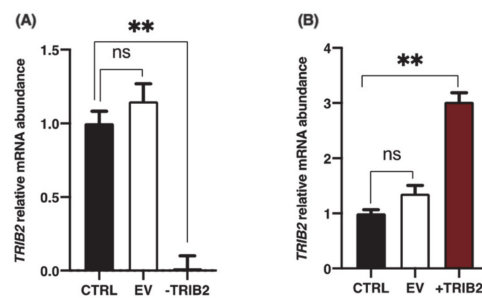 (A)
**
ns
TRIB2 relative mRNA abundance
1.5
1.0
0.5
0.0
CTRL EV -TRIB2
(B)
**
ns
TRIB2 relative mRNA abundance
4
3
2
1
0
CTRL EV +TRIB2